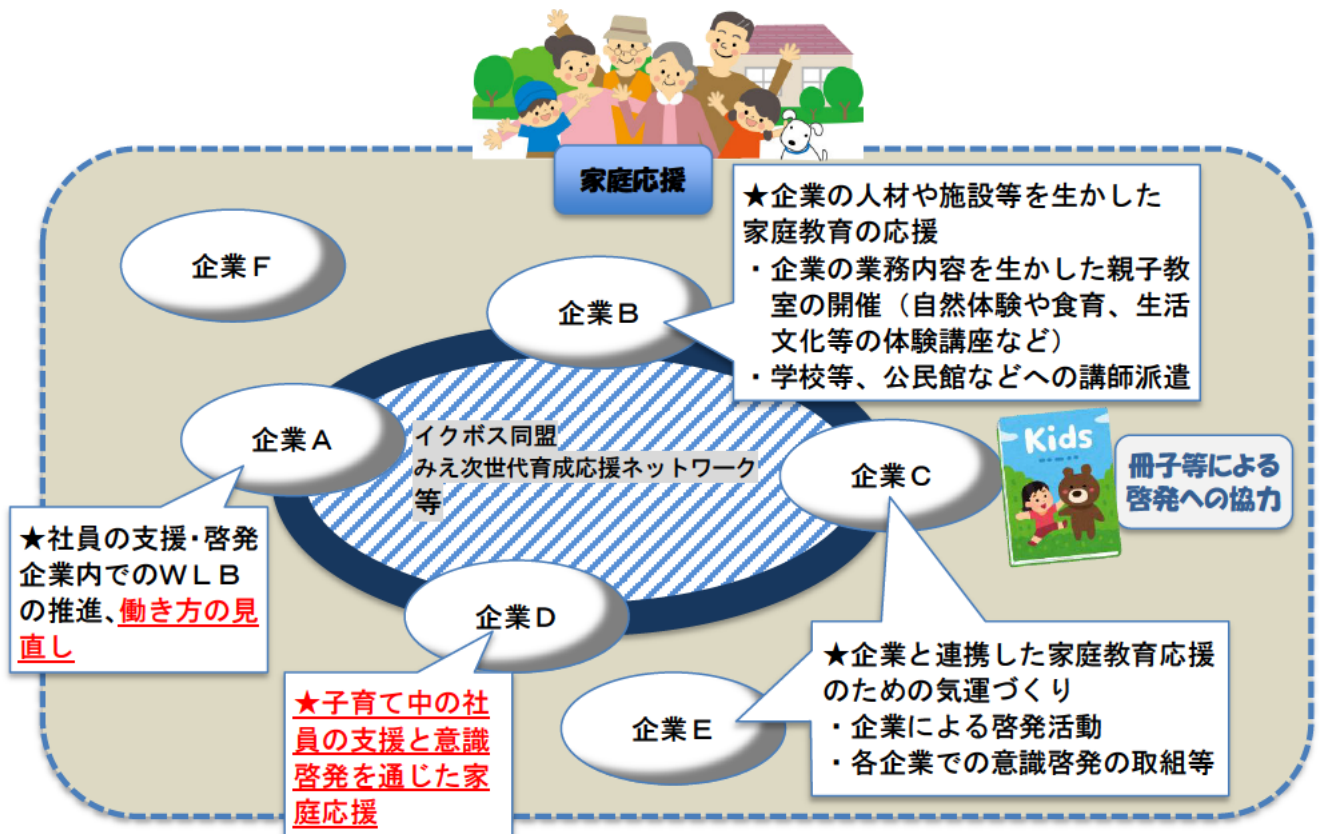 家庭応援
★企業の人材や施設等を生かした
家庭教育の応援
・企業の業務内容を生かした親子教
室の開催（自然体験や食育、生活
文化等の体験講座など）
・学校等、公民館などへの講師派遣
企業Ｆ
企業Ｂ
企業Ａ
イクボス同盟
みえ次世代育成応援ネットワーク
等
企業Ｃ
Kids
冊子等による
啓発への協力
★社員の支援・啓発
企業内でのＷＬＢ
の推進、働き方の見
直し
企業Ｄ
★子育て中の社
員の支援と意識
啓発を通じた家
庭応援
企業Ｅ
★企業と連携した家庭教育応援
のための気運づくり
・企業による啓発活動
・各企業での意識啓発の取組等